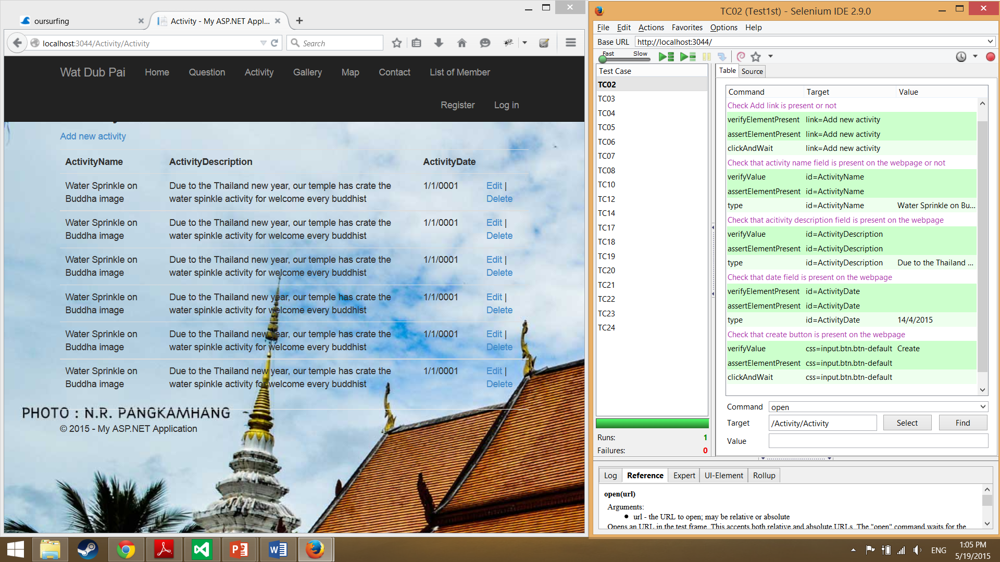 oursurfing
Activity - My ASP.NET Appl...
localhost:3044/Activity/Activity
Search
Wat Dub Pai
Home
Question
Activity
Gallery
Map
Contact
List of Member
Register
Log in
Add new activity
ActivityName ActivityDescription ActivityDate
Water Sprinkle on Due to the Thailand new year, our temple has crate the 1/1/0001 Edit |
Buddha image water spinkle activity for welcome every buddhist Delete
Water Sprinkle on Due to the Thailand new year, our temple has crate the 1/1/0001 Edit |
Buddha image water spinkle activity for welcome every buddhist Delete
Water Sprinkle on Due to the Thailand new year, our temple has crate the 1/1/0001 Edit |
Buddha image water spinkle activity for welcome every buddhist Delete
Water Sprinkle on Due to the Thailand new year, our temple has crate the 1/1/0001 Edit |
Buddha image water spinkle activity for welcome every buddhist Delete
Water Sprinkle on Due to the Thailand new year, our temple has crate the 1/1/0001 Edit |
Buddha image water spinkle activity for welcome every buddhist Delete
Water Sprinkle on Due to the Thailand new year, our temple has crate the 1/1/0001 Edit |
Buddha image water spinkle activity for welcome every buddhist Delete
PHOTO : N.R. PANGKAMHANG
© 2015 - My ASP.NET Application
TC02 (Test1st) - Selenium IDE 2.9.0
File Edit Actions Favorites Options Help
Base URL http://localhost:3044/
Fast Slow
Test Case
TC02
TC03
TC04
TC05
TC06
TC07
TC08
TC10
TC12
TC14
TC17
TC18
TC19
TC20
TC21
TC22
TC23
TC24
Runs: 1
Failures: 0
Table Source
Command Target Value
Check Add link is present or not
verifyElementPresent link=Add new activity
assertElementPresent link=Add new activity
clickAndWait link=Add new activity
Check that activity name field is present on the webpage or not
verifyValue id=ActivityName
assertElementPresent id=ActivityName
type id=ActivityName Water Sprinkle on Bu...
Check that acitivity description field is present on the webpage
verifyValue id=ActivityDescription
assertElementPresent id=ActivityDescription
type id=ActivityDescription Due to the Thailand ...
Check that date field is present on the webpage
verifyElementPresent id=ActivityDate
assertElementPresent id=ActivityDate
type id=ActivityDate 14/4/2015
Check that create button is present on the webpage
verifyValue css=input.btn.btn-default Create
assertElementPresent css=input.btn.btn-default
clickAndWait css=input.btn.btn-default
Command open
Target /Activity/Activity Select Find
Value
Log Reference Expert UI-Element Rollup
open(url)
Arguments:
● url - the URL to open; may be relative or absolute
Opens an URL in the test frame. This accepts both relative and absolute URLs. The "open" command waits for the
ENG
1:05 PM
5/19/2015